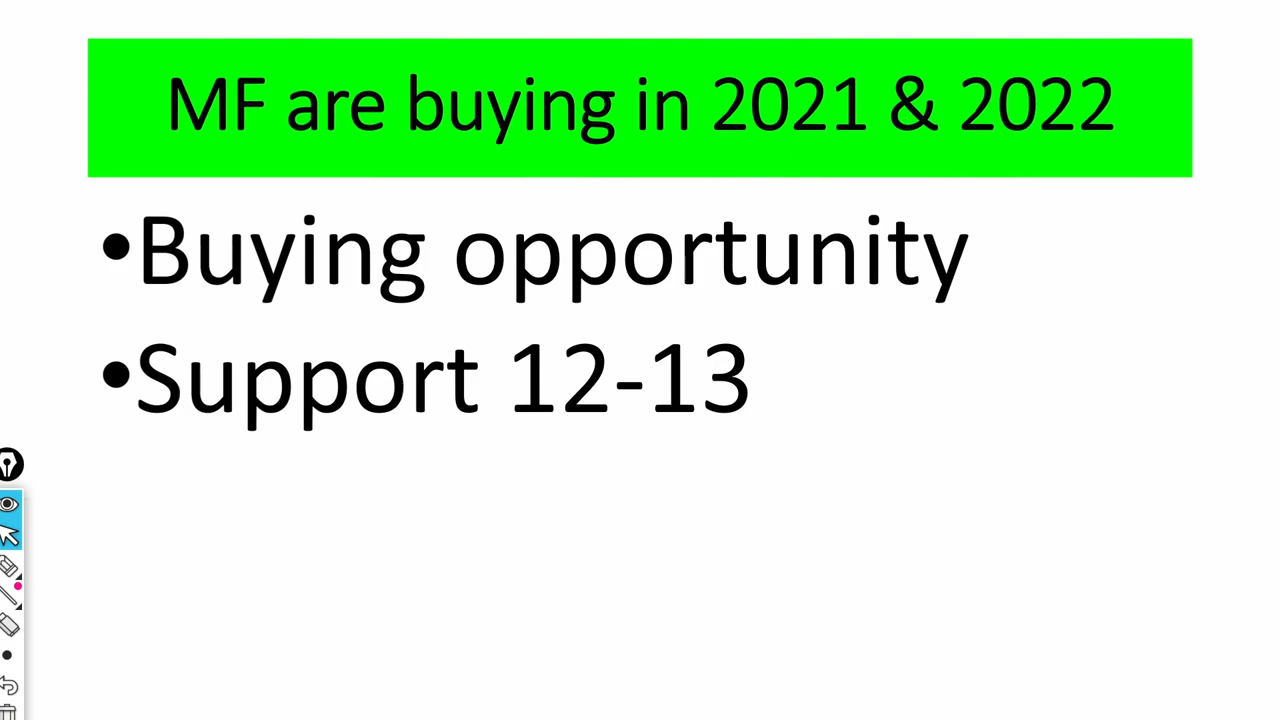 MF are buying in 2021 & 2022
•Buying opportunity
•Support 12-13